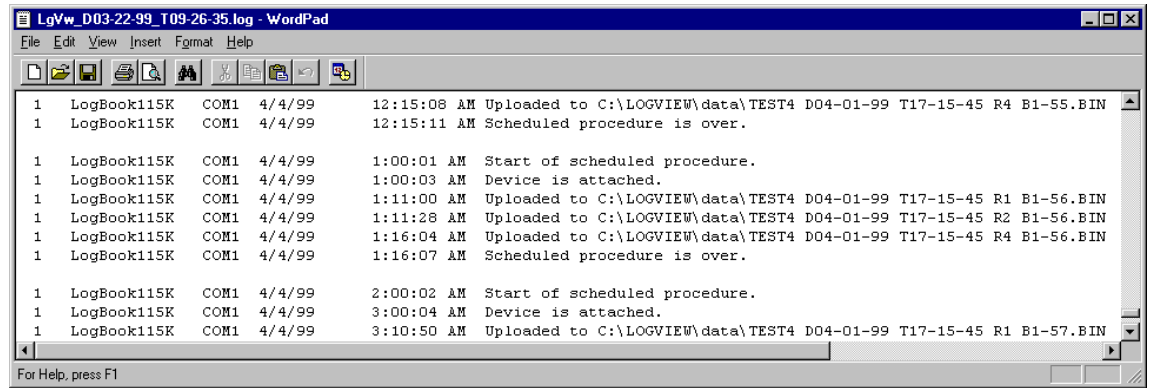 LgVw_D03-22-99_T09-26-35.log - WordPad
File Edit View Insert Format Help
1 LogBook115K COM1 4/4/99 12:15:08 AM Uploaded to C:\LOGVIEW\data\TEST4 D04-01-99 T17-15-45 R4 B1-55.BIN
1 LogBook115K COM1 4/4/99 12:15:11 AM Scheduled procedure is over.
1 LogBook115K COM1 4/4/99 1:00:01 AM Start of scheduled procedure.
1 LogBook115K COM1 4/4/99 1:00:03 AM Device is attached.
1 LogBook115K COM1 4/4/99 1:11:00 AM Uploaded to C:\LOGVIEW\data\TEST4 D04-01-99 T17-15-45 R1 B1-56.BIN
1 LogBook115K COM1 4/4/99 1:11:28 AM Uploaded to C:\LOGVIEW\data\TEST4 D04-01-99 T17-15-45 R2 B1-56.BIN
1 LogBook115K COM1 4/4/99 1:16:04 AM Uploaded to C:\LOGVIEW\data\TEST4 D04-01-99 T17-15-45 R4 B1-56.BIN
1 LogBook115K COM1 4/4/99 1:16:07 AM Scheduled procedure is over.
1 LogBook115K COM1 4/4/99 2:00:02 AM Start of scheduled procedure.
1 LogBook115K COM1 4/4/99 3:00:04 AM Device is attached.
1 LogBook115K COM1 4/4/99 3:10:50 AM Uploaded to C:\LOGVIEW\data\TEST4 D04-01-99 T17-15-45 R1 B1-57.BIN
For Help, press F1